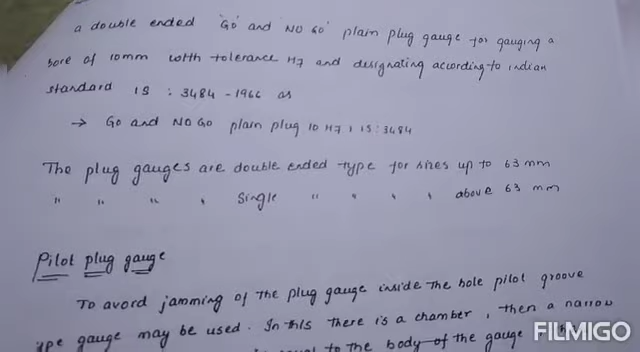 a double ended 'GO' and 'NO GO' plain plug gauge for gauging a
bore of 10mm with tolerance H7 and designating according to indian
standard IS : 3484 - 1966 as
→ GO and NO GO plain plug 10 H7, IS : 3484
The plug gauges are double ended type for sizes up to 63 mm
" " " " Single " " " " above 63 mm
Pilot plug gauge
To avord jamming of the plug gauge inside the hole pilot groove
ype gauge may be used. In this there is a chamber, then a narrow
equal to the body of the gauge
FILMIGO